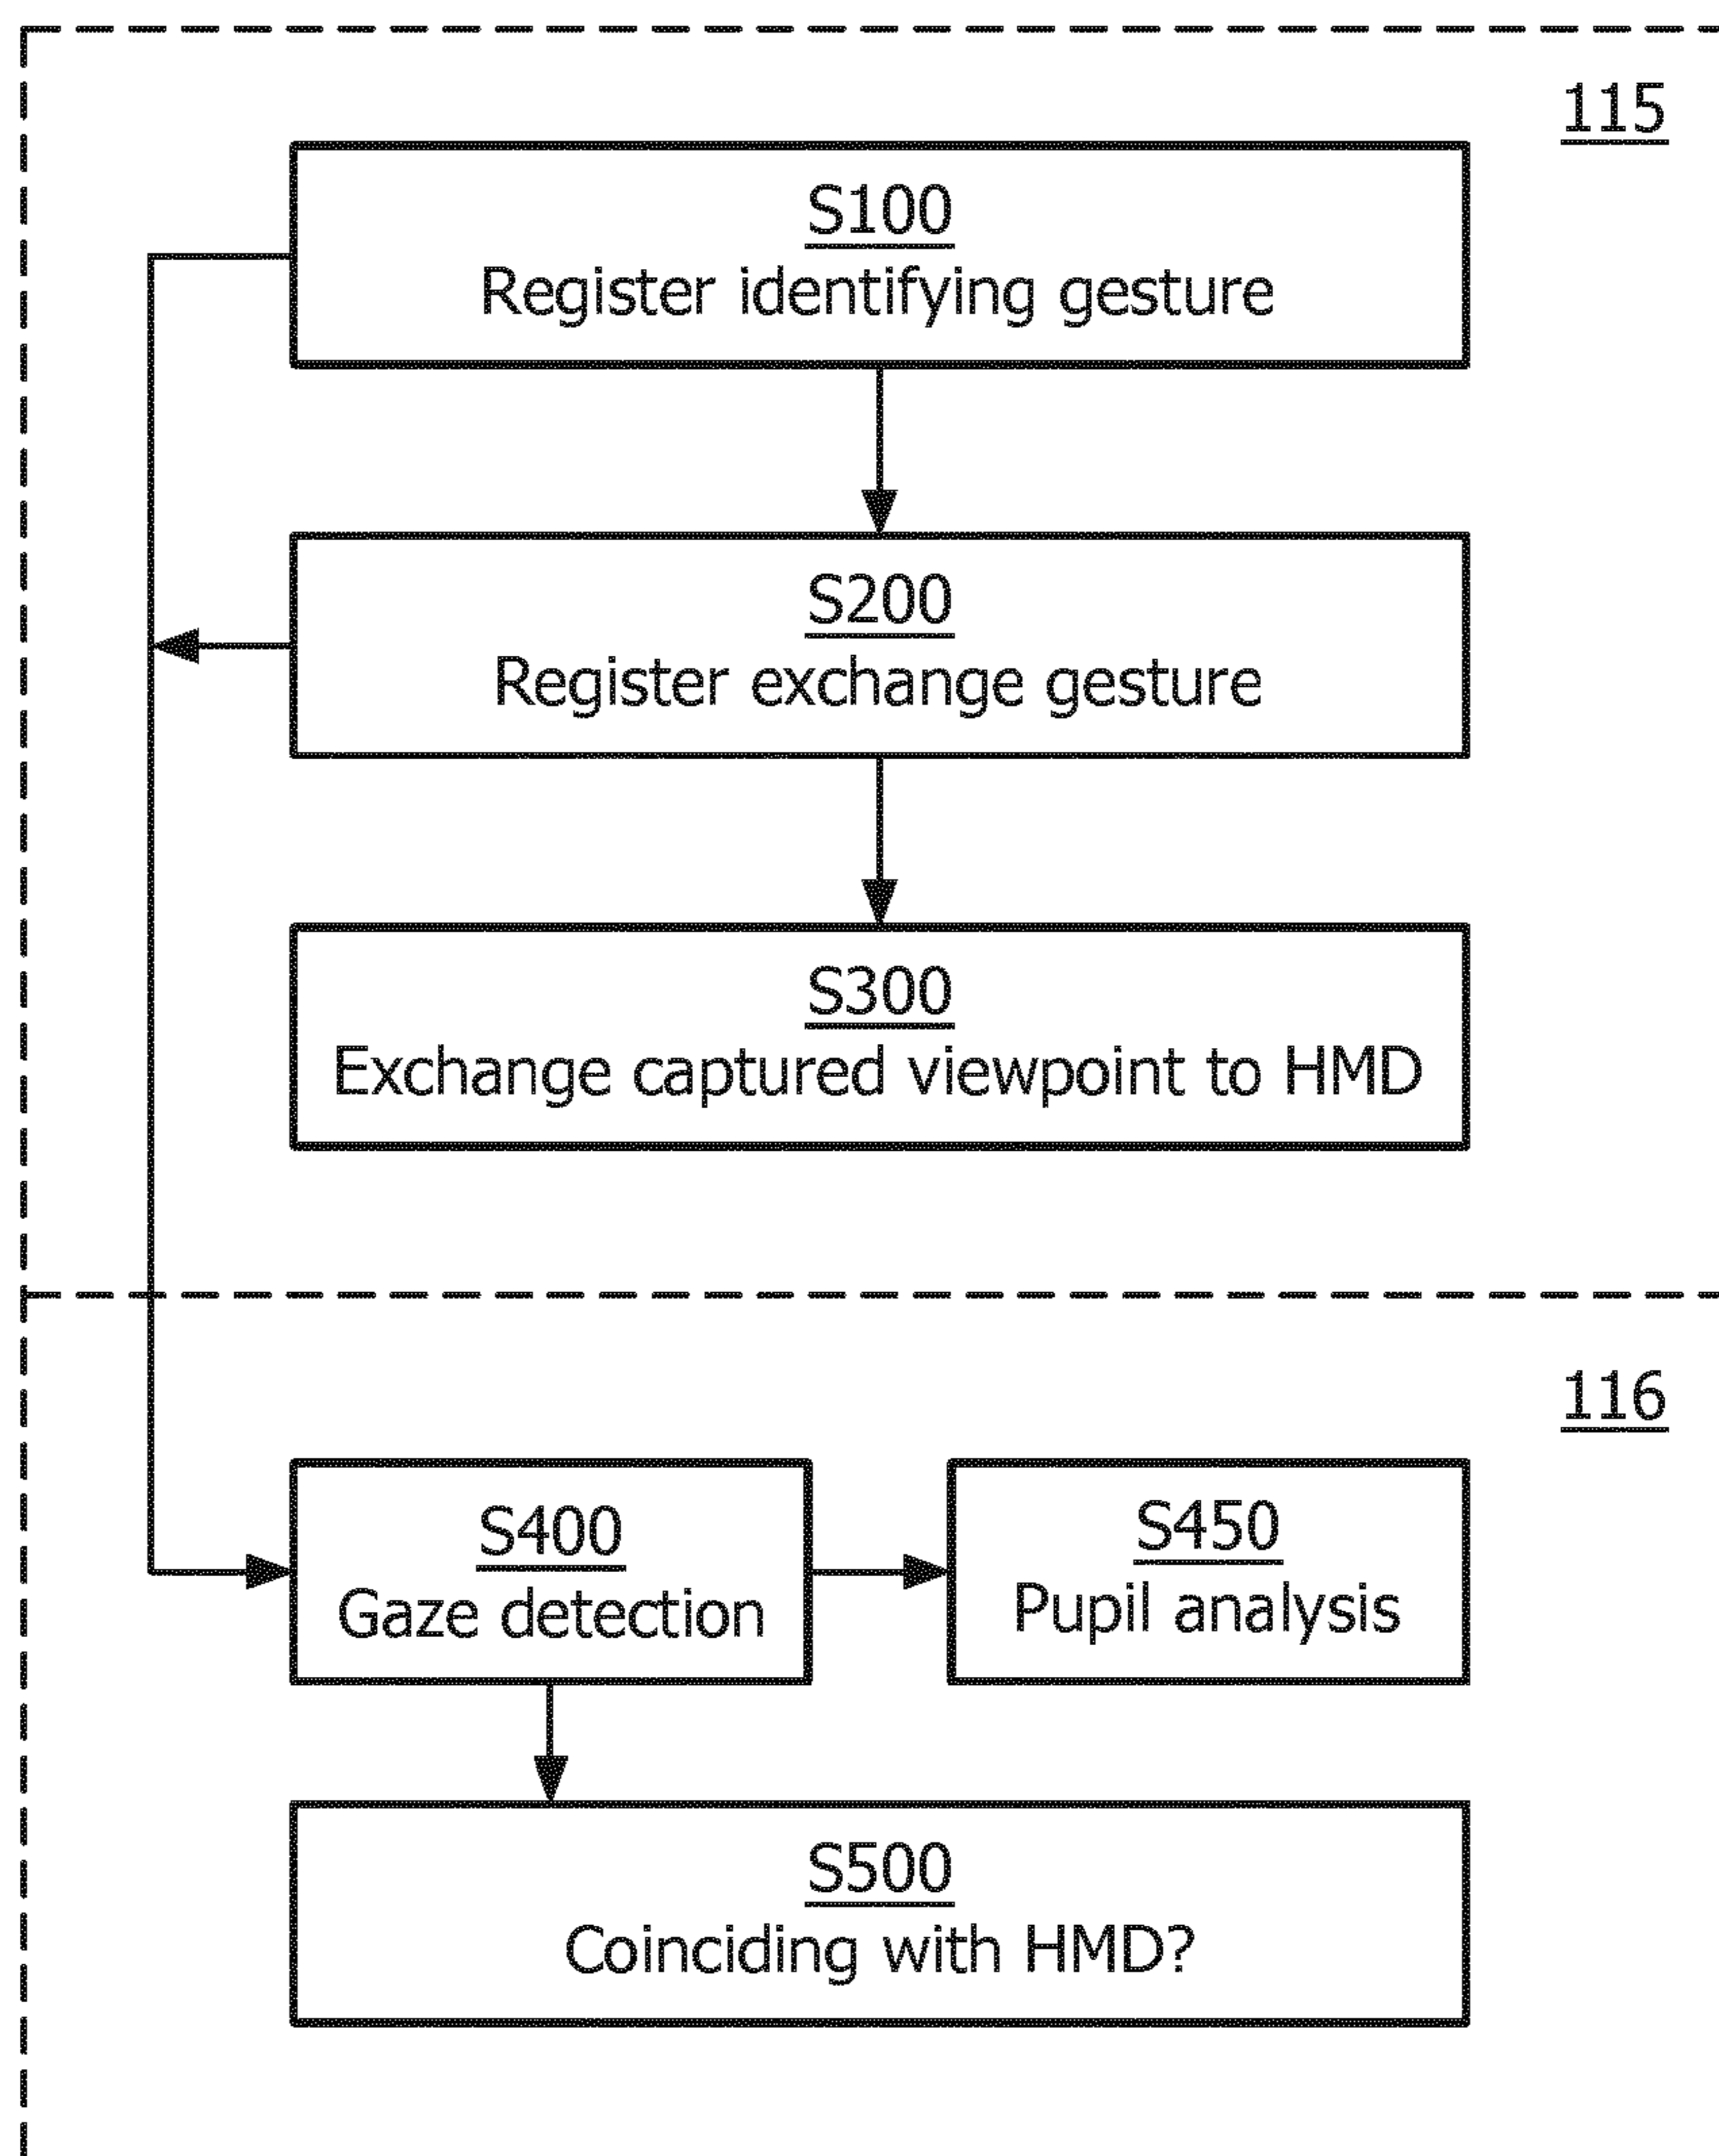 115
S100
Register identifying gesture
S200
Register exchange gesture
S300
Exchange captured viewpoint to HMD
116
S400
Gaze detection
S450
Pupil analysis
S500
Coinciding with HMD?